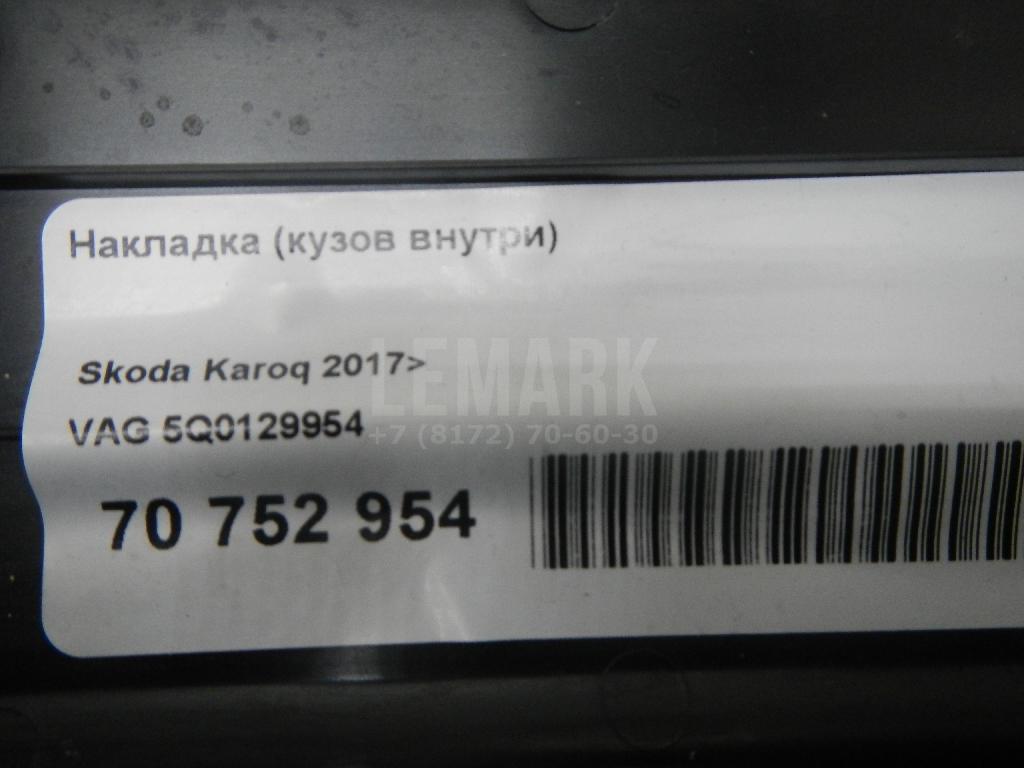 Накладка (кузов внутри)
Skoda Karoq 2017>
VAG 5Q0129954
70 752 954
LEMARK
+7 (8172) 70-60-30